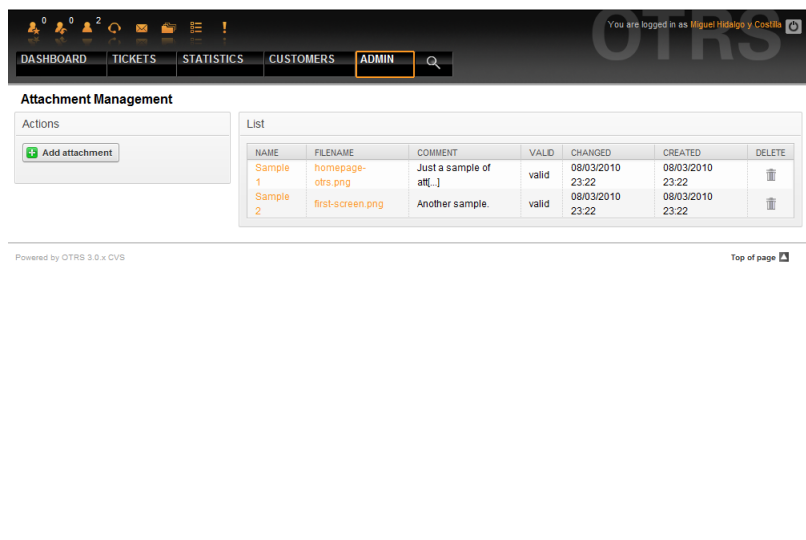 0 0 2
OTRS
You are logged in as Miguel Hidalgo y Costilla
DASHBOARD TICKETS STATISTICS CUSTOMERS ADMIN
Attachment Management
Actions
Add attachment
List
NAME FILENAME COMMENT VALID CHANGED CREATED DELETE
Sample 1 homepage-otrs.png Just a sample of att[...] valid 08/03/2010 23:22 08/03/2010 23:22
Sample 2 first-screen.png Another sample. valid 08/03/2010 23:22 08/03/2010 23:22
Powered by OTRS 3.0.x CVS
Top of page